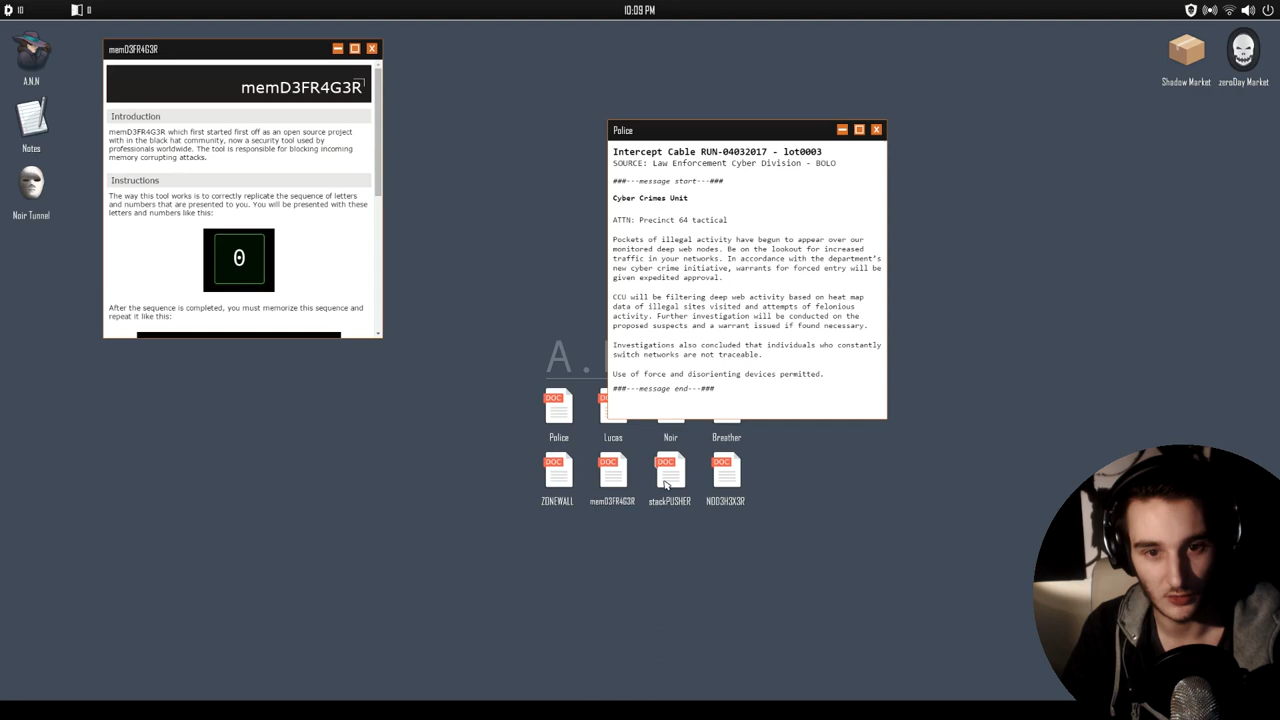 10
0
10:09 PM
A.N.N
Notes
Noir Tunnel
Shadow Market
zeroDay Market
memD3FR4G3R
memD3FR4G3R
Introduction
memD3FR4G3R which first started first off as an open source project
with in the black hat community, now a security tool used by
professionals worldwide. The tool is responsible for blocking incoming
memory corrupting attacks.
Instructions
The way this tool works is to correctly replicate the sequence of letters
and numbers that are presented to you. You will be presented with these
letters and numbers like this:
0
After the sequence is completed, you must memorize this sequence and
repeat it like this:
Police
Intercept Cable RUN-04032017 - lot0003
SOURCE: Law Enforcement Cyber Division - BOLO
###---message start---###
Cyber Crimes Unit
ATTN: Precinct 64 tactical
Pockets of illegal activity have begun to appear over our
monitored deep web nodes. Be on the lookout for increased
traffic in your networks. In accordance with the department's
new cyber crime initiative, warrants for forced entry will be
given expedited approval.
CCU will be filtering deep web activity based on heat map
data of illegal sites visited and attempts of felonious
activity. Further investigation will be conducted on the
proposed suspects and a warrant issued if found necessary.
Investigations also concluded that individuals who constantly
switch networks are not traceable.
Use of force and disorienting devices permitted.
###---message end---###
A.
DOC
DOC
Police
Lucas
Noir
Breather
DOC
DOC
DOC
DOC
ZONEWALL
memD3FR4G3R
stackPUSHER
N0D3H3X3R